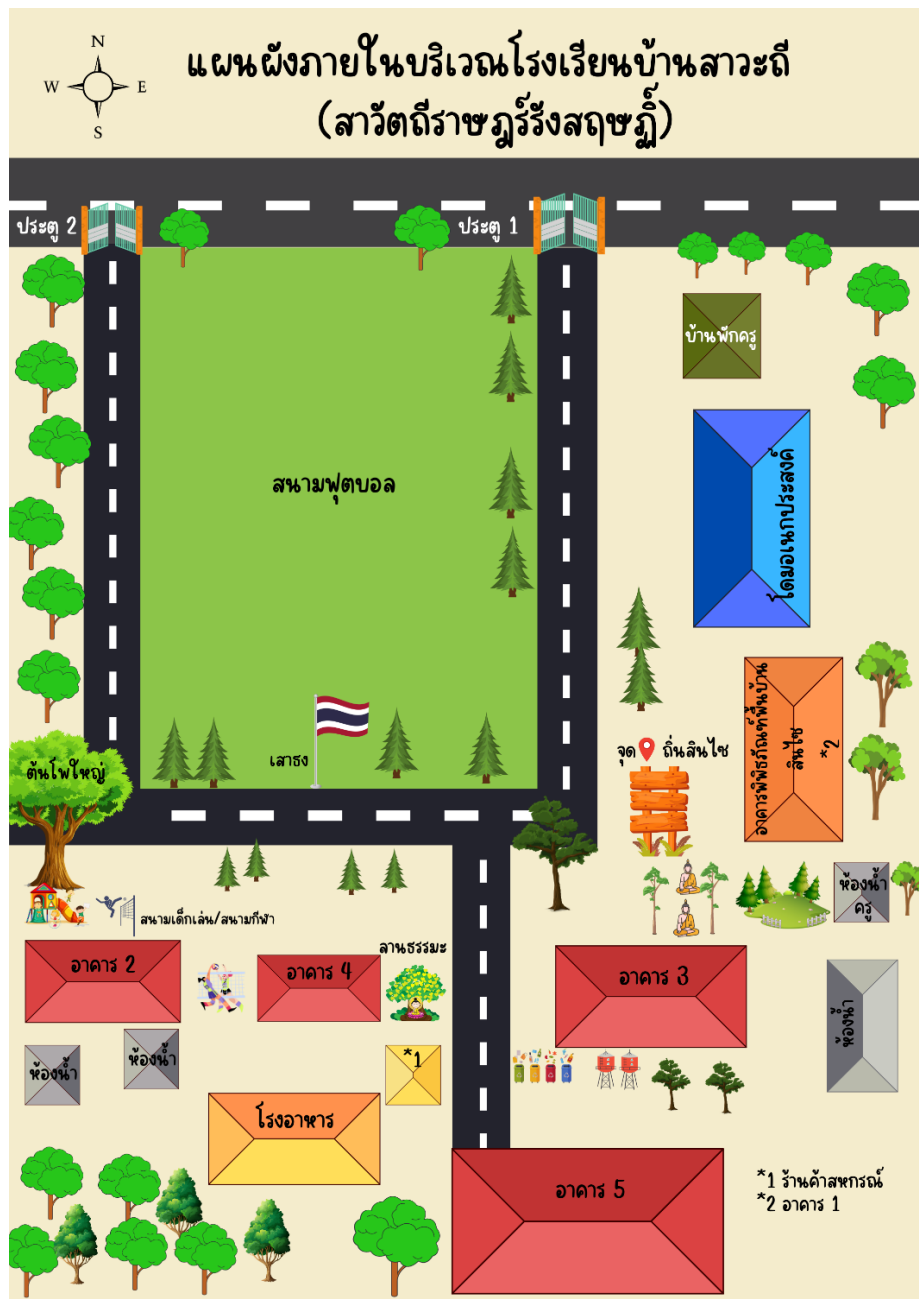 N
W E
S
แผนผังภายในบริเวณโรงเรียนบ้านสาวะถี
(สาวัตถีราษฎร์รังสฤษฏิ์)
ประตู 2
ประตู 1
บ้านพักครู
สนามฟุตบอล
โดมอเนกประสงค์
เสาธง
ต้นโพใหญ่
จุด ถิ่นสินไซ
อาคารพิพิธภัณฑ์พื้นบ้าน
สินไซ
*2
ห้องน้ำ
ครู
สนามเด็กเล่น/สนามกีฬา
ลานธรรมะ
อาคาร 2
อาคาร 4
อาคาร 3
ห้องน้ำ
ห้องน้ำ
ห้องน้ำ
*1
โรงอาหาร
อาคาร 5
*1 ร้านค้าสหกรณ์
*2 อาคาร 1